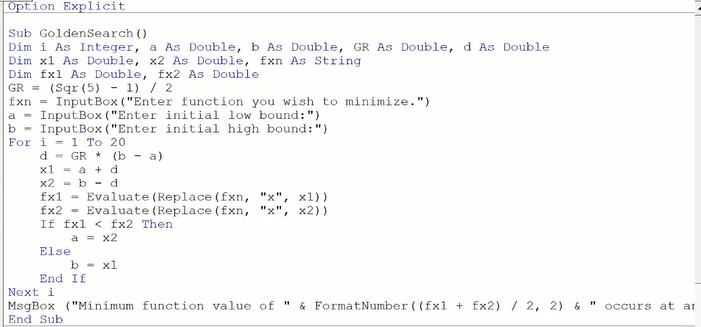 Option Explicit
Sub GoldenSearch()
Dim i As Integer, a As Double, b As Double, GR As Double, d As Double
Dim x1 As Double, x2 As Double, fxn As String
Dim fx1 As Double, fx2 As Double
GR = (Sqr(5) - 1) / 2
fxn = InputBox("Enter function you wish to minimize.")
a = InputBox("Enter initial low bound:")
b = InputBox("Enter initial high bound:")
For i = 1 To 20
    d = GR * (b - a)
    x1 = a + d
    x2 = b - d
    fx1 = Evaluate(Replace(fxn, "x", x1))
    fx2 = Evaluate(Replace(fxn, "x", x2))
    If fx1 < fx2 Then
        a = x2
    Else
        b = x1
    End If
Next i
MsgBox ("Minimum function value of " & FormatNumber((fx1 + fx2) / 2, 2) & " occurs at
End Sub